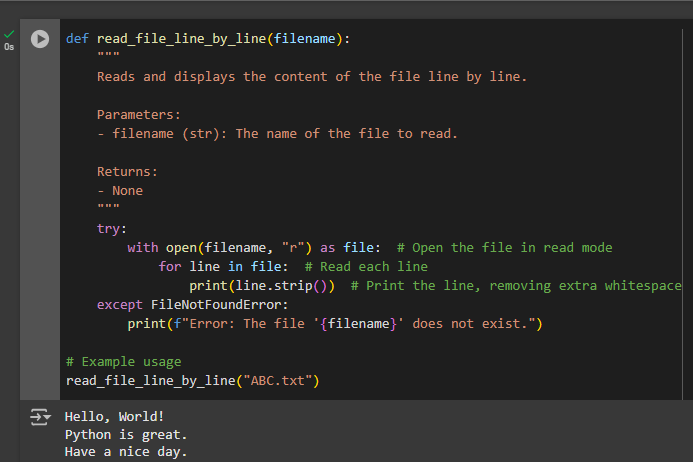 def read_file_line_by_line(filename):
"""
Reads and displays the content of the file line by line.
Parameters:
- filename (str): The name of the file to read.
Returns:
- None
"""
try:
with open(filename, "r") as file:  # Open the file in read mode
for line in file:  # Read each line
print(line.strip())  # Print the line, removing extra whitespace
except FileNotFoundError:
print(f"Error: The file '{filename}' does not exist.")
# Example usage
read_file_line_by_line("ABC.txt")
0s
Hello, World!
Python is great.
Have a nice day.